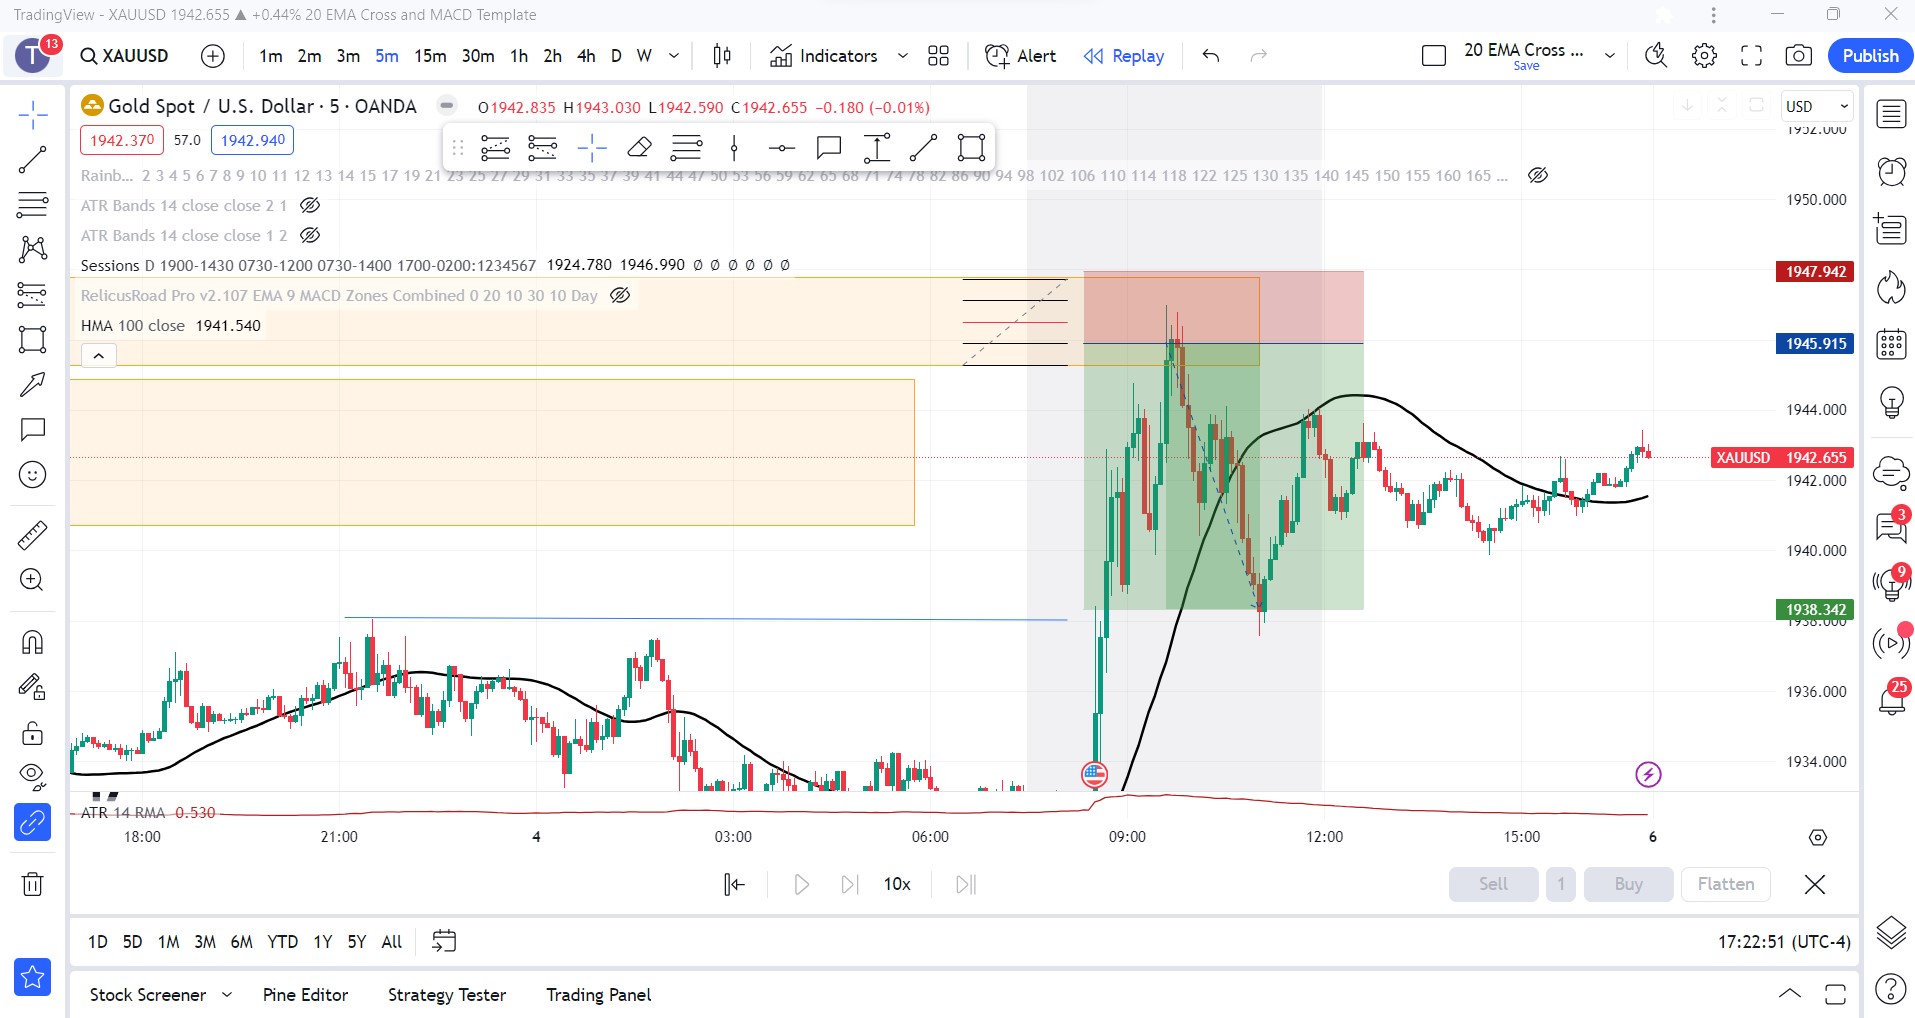 TradingView - XAUUSD 1942.655 ▲ +0.44% 20 EMA Cross and MACD Template
T 13 XAUUSD 1m 2m 3m 5m 15m 30m 1h 2h 4h D W Indicators Alert Replay 20 EMA Cross ... Save Publish
Gold Spot / U.S. Dollar · 5 · OANDA O1942.835 H1943.030 L1942.590 C1942.655 −0.180 (−0.01%)
USD
1952.000
1942.370 57.0 1942.940
Rainb... 2 3 4 5 6 7 8 9 10 11 12 13 14 15 17 19 21 23 25 27 29 31 33 35 37 39 41 44 47 50 53 56 59 62 65 68 71 74 78 82 86 90 94 98 102 106 110 114 118 122 125 130 135 140 145 150 155 160 165 ...
1950.000
ATR Bands 14 close close 2 1
ATR Bands 14 close close 1 2
Sessions D 1900-1430 0730-1200 0730-1400 1700-0200:1234567 1924.780 1946.990 ∅ ∅ ∅ ∅ ∅ ∅
1947.942
RelicusRoad Pro v2.107 EMA 9 MACD Zones Combined 0 20 10 30 10 Day
HMA 100 close 1941.540
1945.915
1944.000
XAUUSD 1942.655
1942.000
3
1940.000
9
1938.342
1938.000
1936.000
25
1934.000
ATR 14 RMA 0.530
18:00 21:00 4 03:00 06:00 09:00 12:00 15:00 6
10x Sell 1 Buy Flatten
1D 5D 1M 3M 6M YTD 1Y 5Y All 17:22:51 (UTC-4)
Stock Screener Pine Editor Strategy Tester Trading Panel